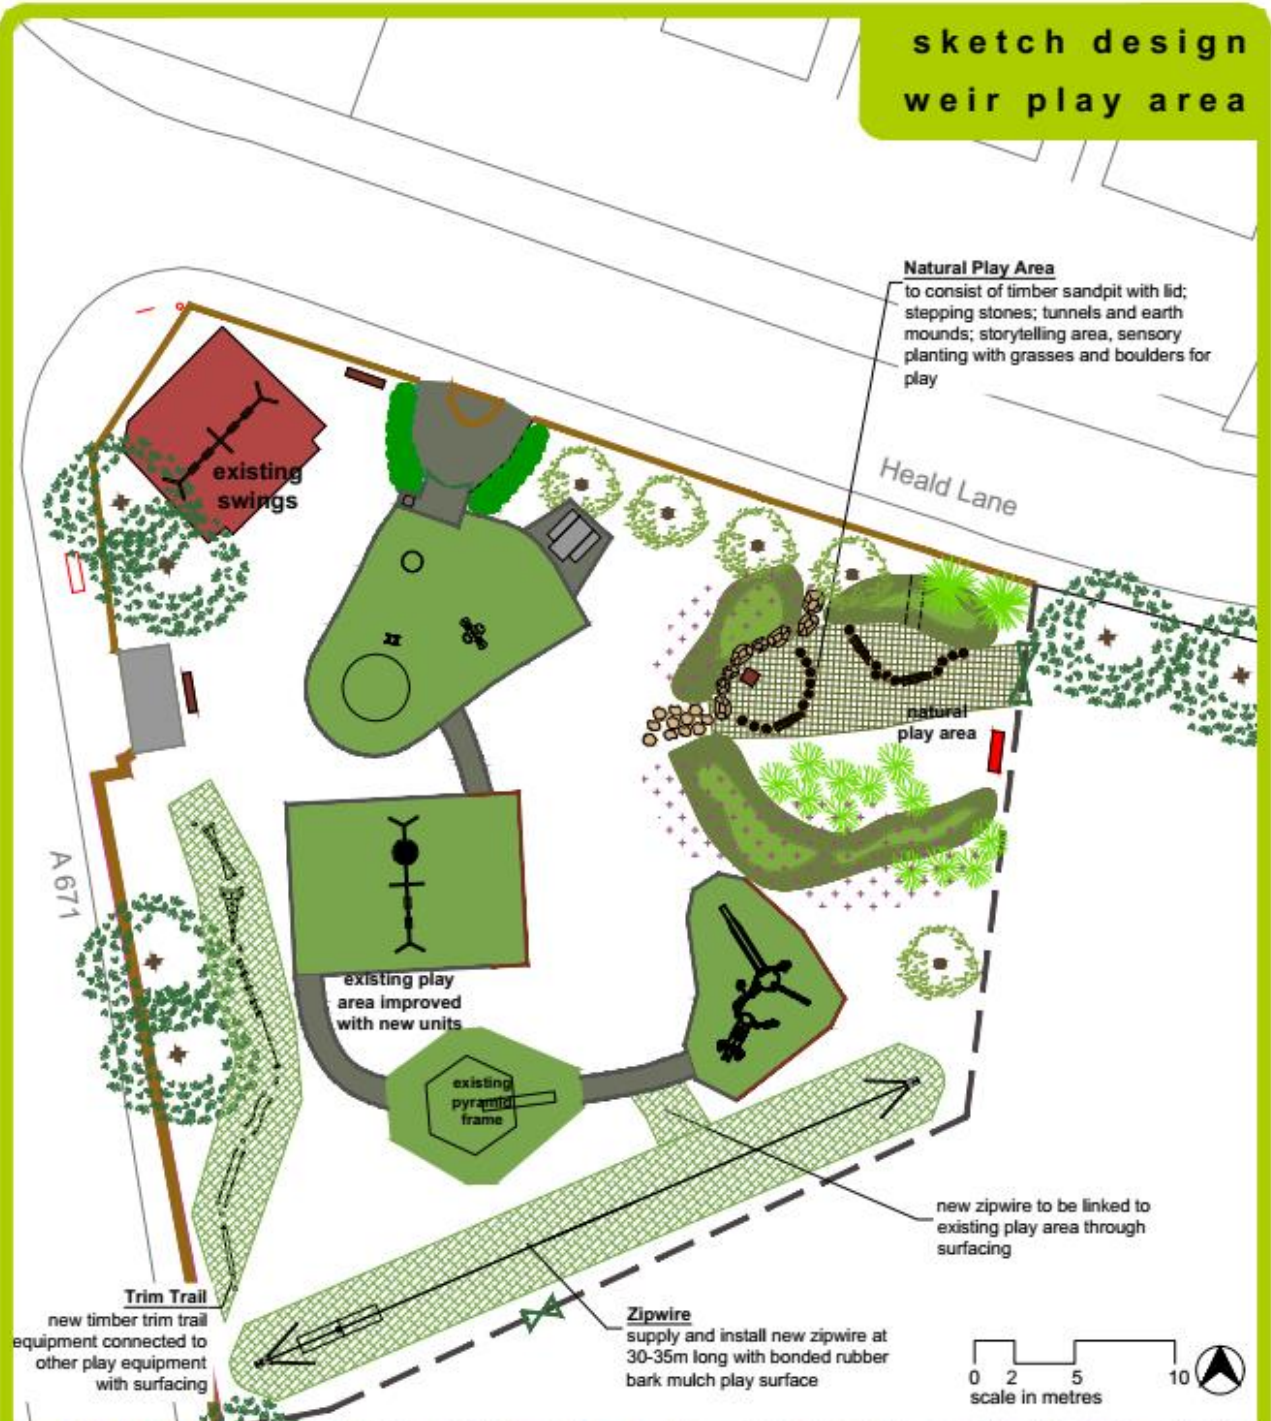 sketch design
weir play area
Natural Play Area
to consist of timber sandpit with lid;
stepping stones; tunnels and earth
mounds; storytelling area, sensory
planting with grasses and boulders for
play
Heald Lane
existing
swings
natural
play area
A 671
existing play
area improved
with new units
existing
pyramid
frame
new zipwire to be linked to
existing play area through
surfacing
Trim Trail
new timber trim trail
equipment connected to
other play equipment
with surfacing
Zipwire
supply and install new zipwire at
30-35m long with bonded rubber
bark mulch play surface
0 2 5 10
scale in metres